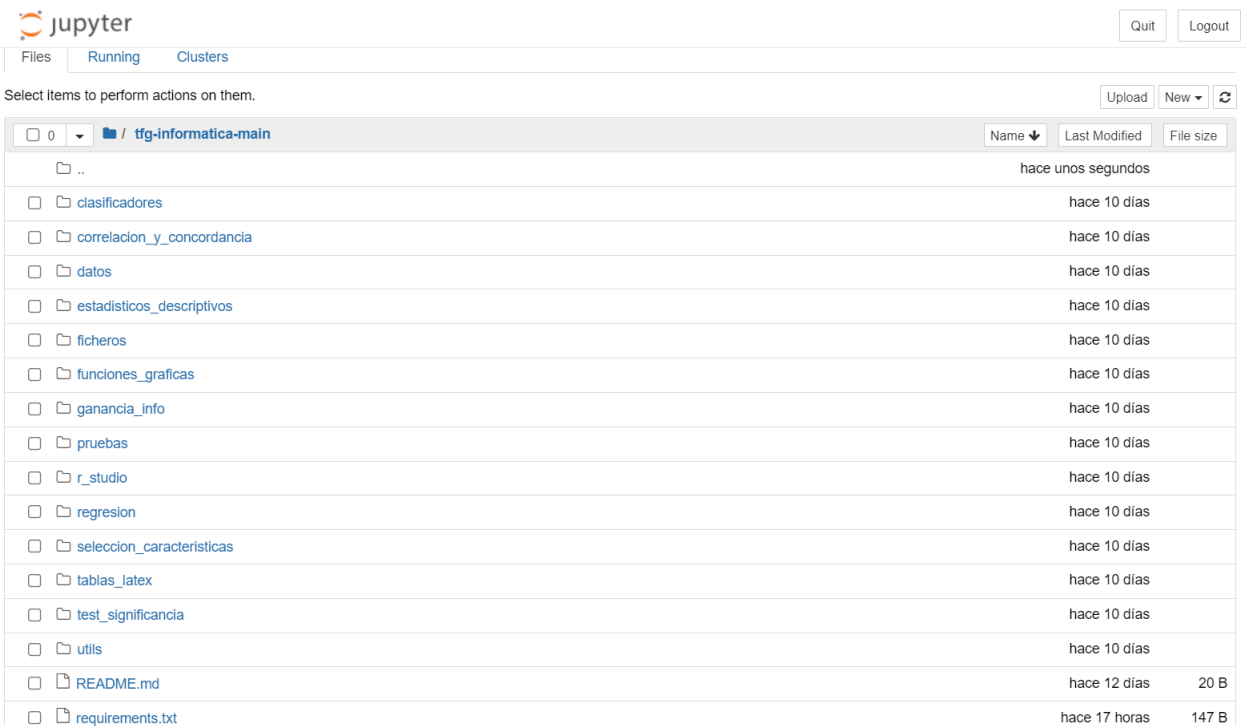 jupyter
Quit Logout
Files Running Clusters
Select items to perform actions on them.
Upload New
0 / tfg-informatica-main Name Last Modified File size
.. hace unos segundos
clasificadores hace 10 días
correlacion_y_concordancia hace 10 días
datos hace 10 días
estadisticos_descriptivos hace 10 días
ficheros hace 10 días
funciones_graficas hace 10 días
ganancia_info hace 10 días
pruebas hace 10 días
r_studio hace 10 días
regresion hace 10 días
seleccion_caracteristicas hace 10 días
tablas_latex hace 10 días
test_significancia hace 10 días
utils hace 10 días
README.md hace 12 días 20 B
requirements.txt hace 17 horas 147 B